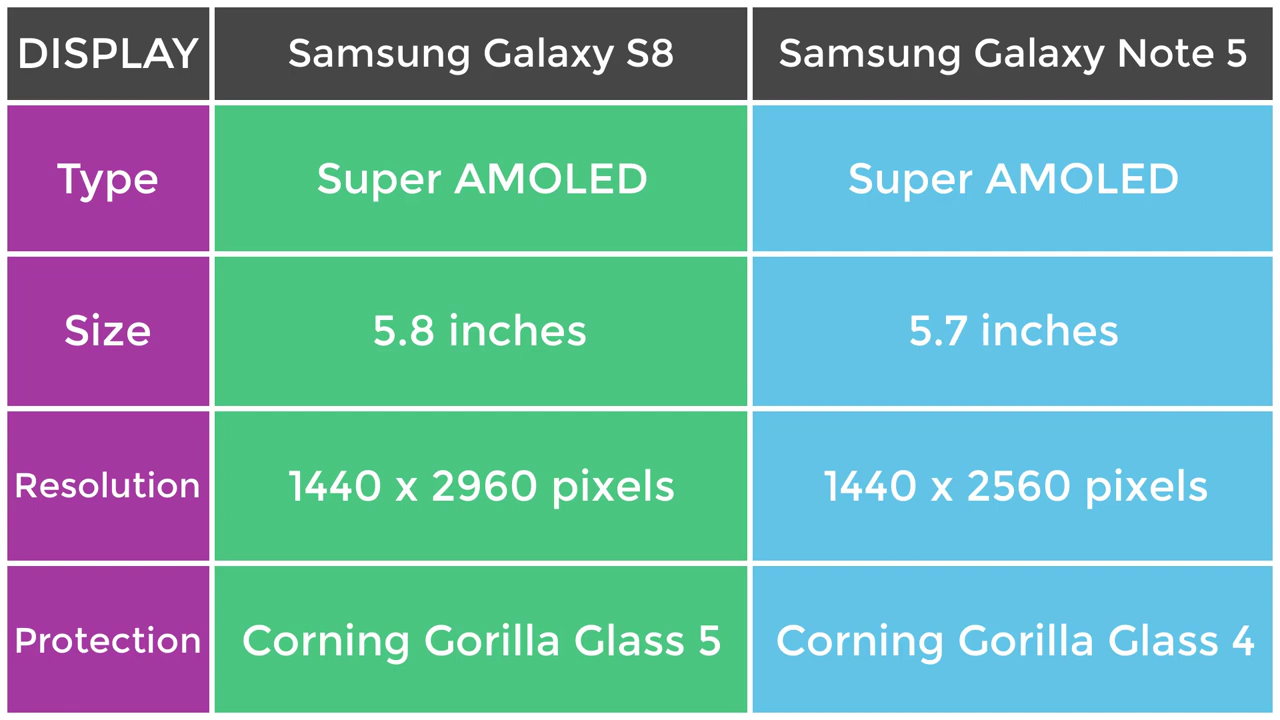 DISPLAY Samsung Galaxy S8 Samsung Galaxy Note 5
Type Super AMOLED Super AMOLED
Size 5.8 inches 5.7 inches
Resolution 1440 x 2960 pixels 1440 x 2560 pixels
Protection Corning Gorilla Glass 5 Corning Gorilla Glass 4